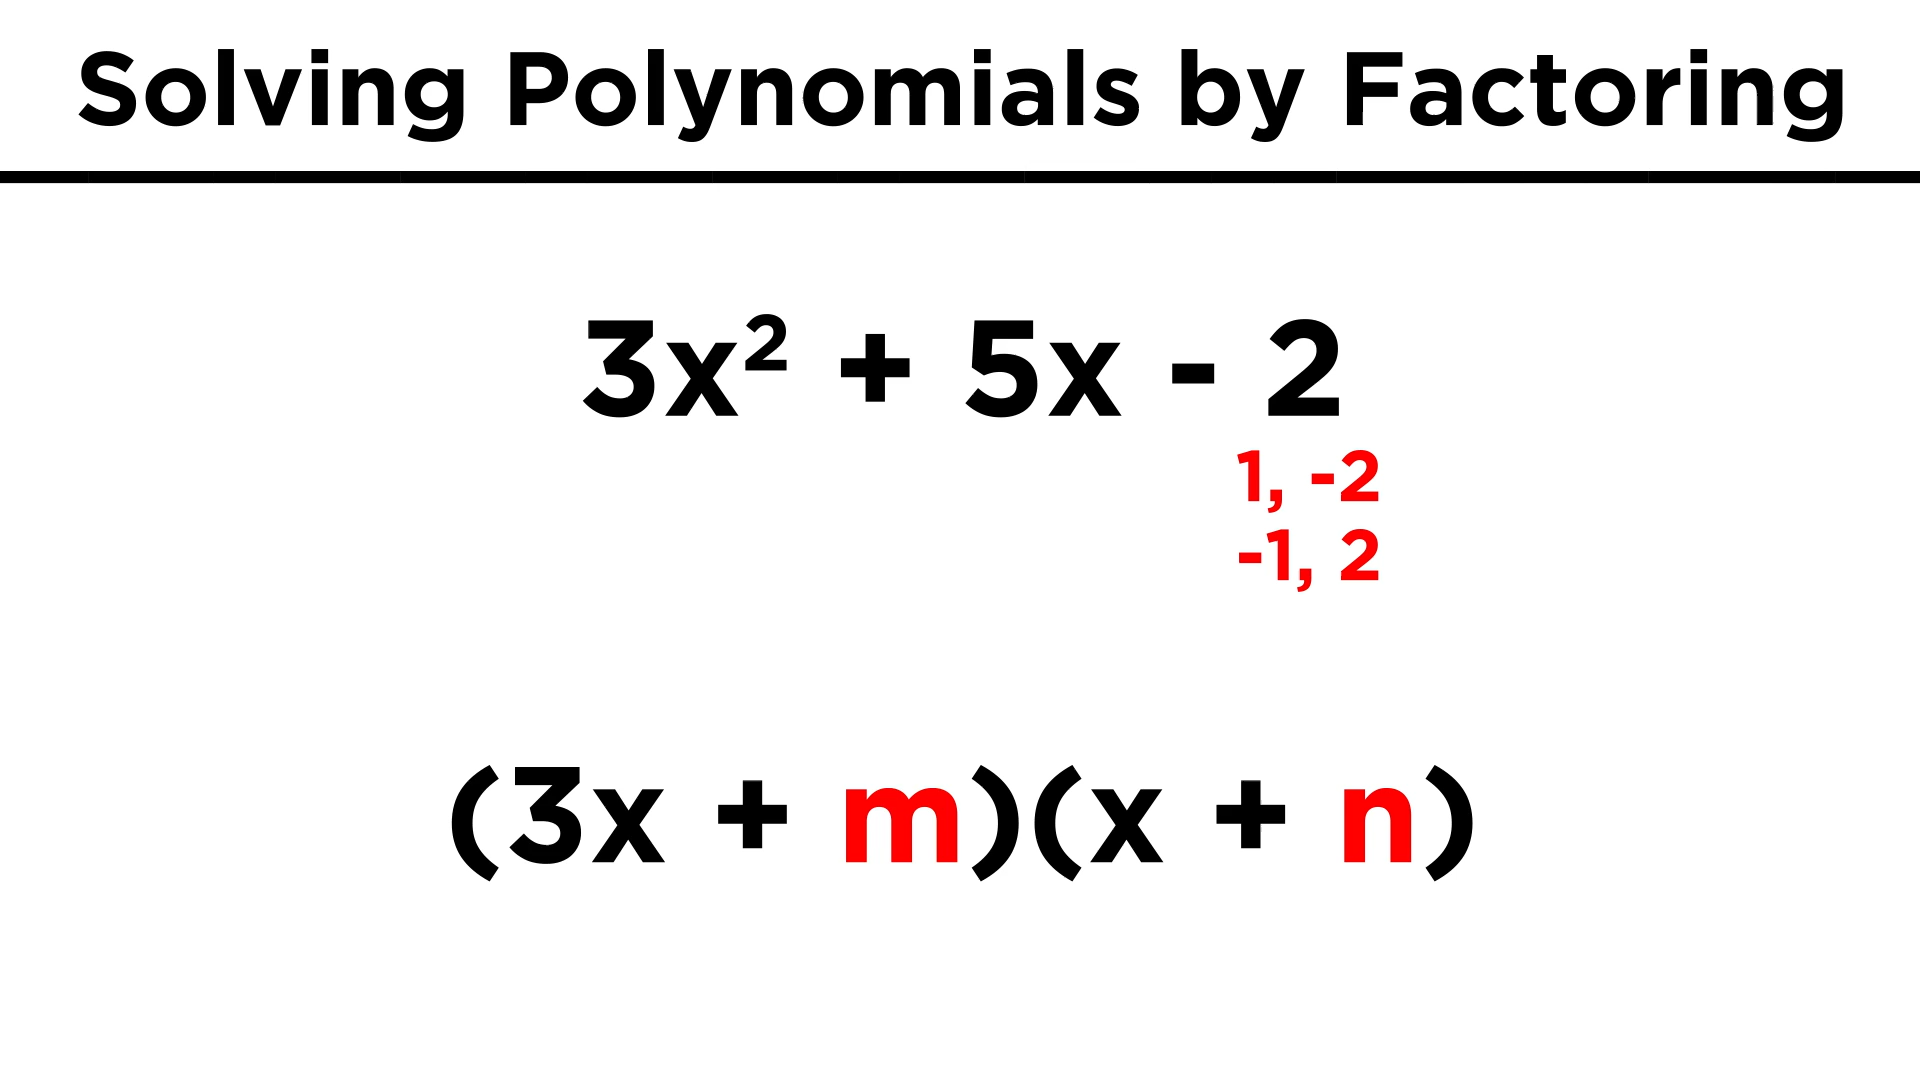 Solving Polynomials by Factoring
3x² + 5x - 2
1, -2
-1, 2
(3x + m)(x + n)